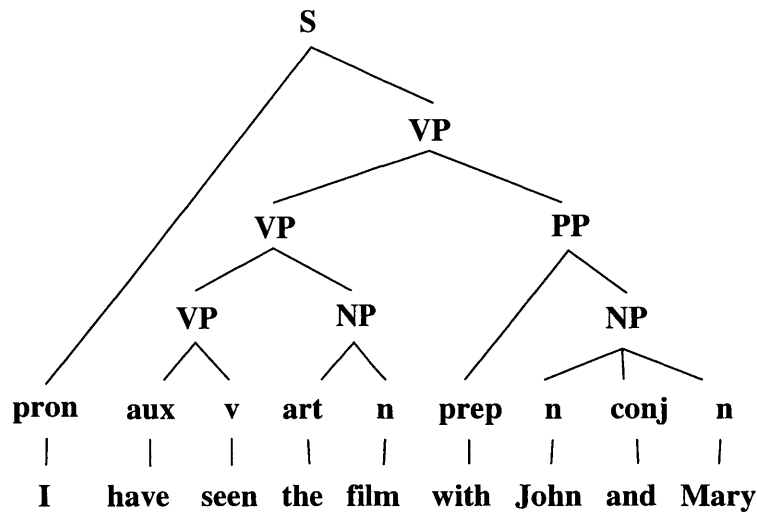 S
VP
VP PP
VP NP NP
pron aux v art n prep n conj n
I have seen the film with John and Mary